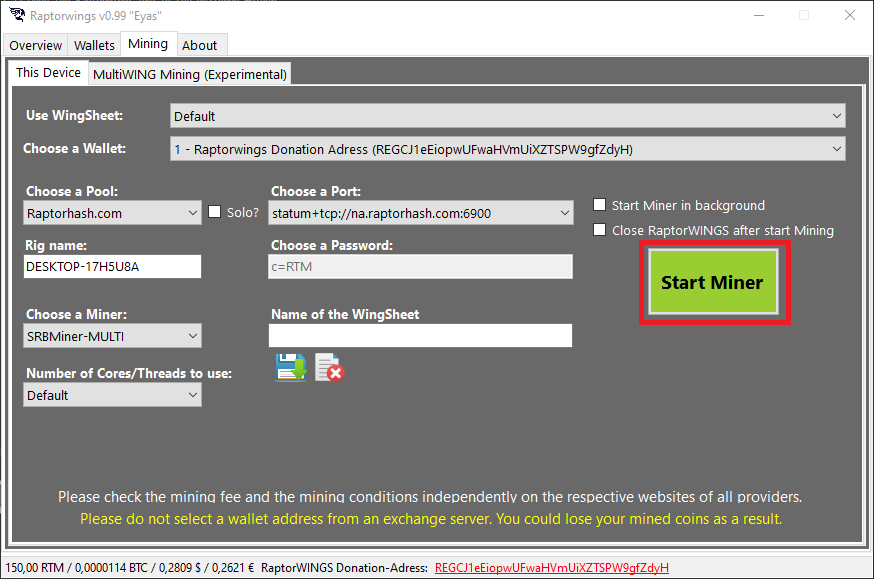 Raptorwings v0.99 "Eyas"
Overview Wallets Mining About
This Device MultiWING Mining (Experimental)
Use WingSheet: Default
Choose a Wallet: 1 - Raptorwings Donation Adress (REGCJ1eEiopwUFwaHVmUiXZTSPW9gfZdyH)
Choose a Pool: Choose a Port:
Raptorhash.com Solo? statum+tcp://na.raptorhash.com:6900 Start Miner in background
Close RaptorWINGS after start Mining
Rig name: Choose a Password:
DESKTOP-17H5U8A c=RTM
Start Miner
Choose a Miner: Name of the WingSheet
SRBMiner-MULTI
Number of Cores/Threads to use:
Default
Please check the mining fee and the mining conditions independently on the respective websites of all providers.
Please do not select a wallet address from an exchange server. You could lose your mined coins as a result.
150,00 RTM / 0,0000114 BTC / 0,2809 $ / 0,2621 € RaptorWINGS Donation-Adress: REGCJ1eEiopwUFwaHVmUiXZTSPW9gfZdyH